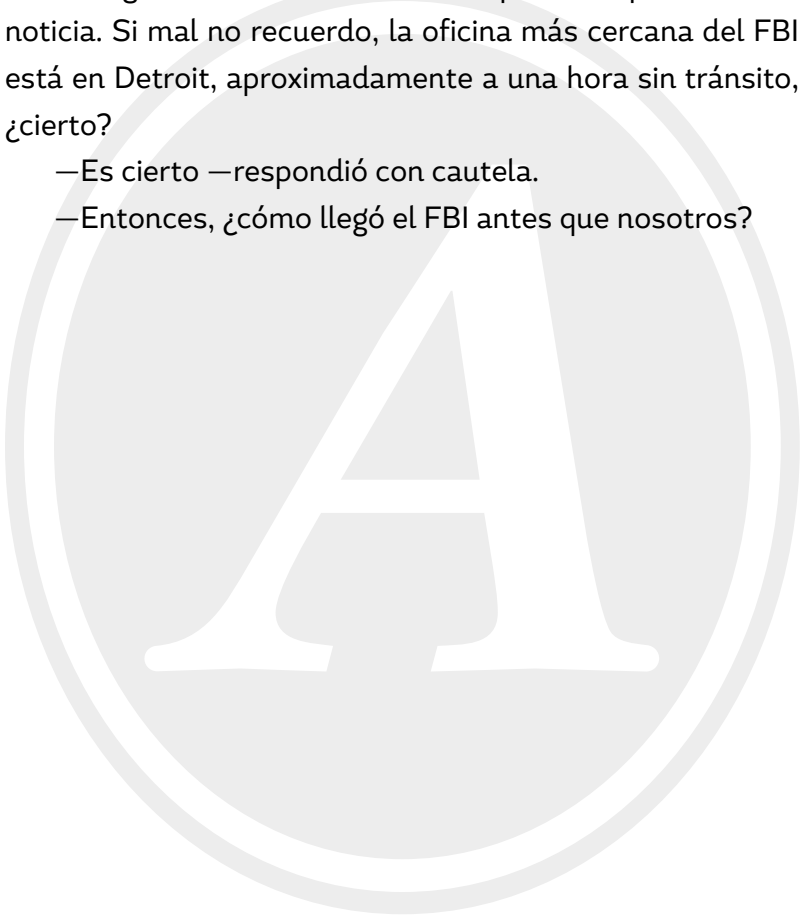 noticia. Si mal no recuerdo, la oficina más cercana del FBI
está en Detroit, aproximadamente a una hora sin tránsito,
¿cierto?
—Es cierto —respondió con cautela.
—Entonces, ¿cómo llegó el FBI antes que nosotros?
A